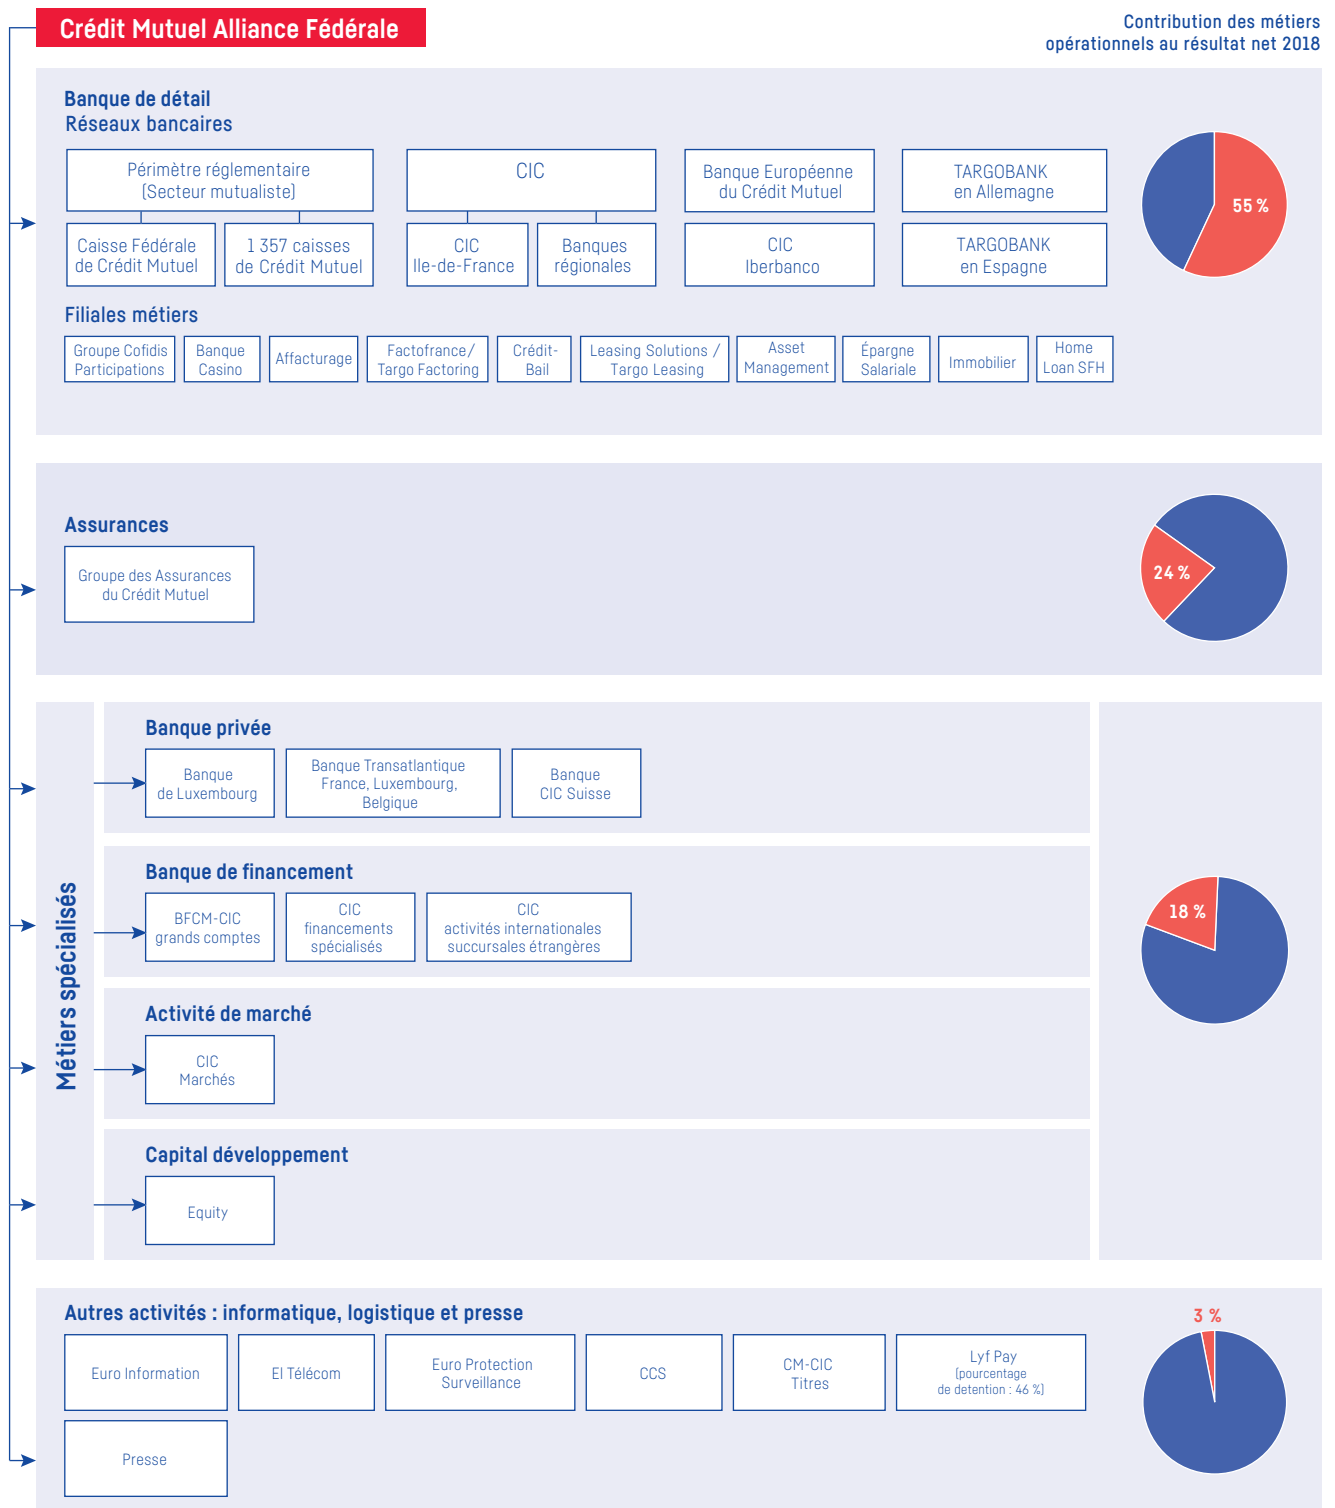 Crédit Mutuel Alliance Fédérale
Contribution des métiers
opérationnels au résultat net 2018
Banque de détail
Réseaux bancaires
Périmètre réglementaire
(Secteur mutualiste)
CIC
Banque Européenne
du Crédit Mutuel
TARGOBANK
en Allemagne
Caisse Fédérale
de Crédit Mutuel
1 357 caisses
de Crédit Mutuel
CIC
Ile-de-France
Banques
régionales
CIC
Iberbanco
TARGOBANK
en Espagne
55 %
Filiales métiers
Groupe Cofidis
Participations
Banque
Casino
Affacturage
Factofrance/
Targo Factoring
Crédit-
Bail
Leasing Solutions /
Targo Leasing
Asset
Management
Épargne
Salariale
Immobilier
Home
Loan SFH
Assurances
Groupe des Assurances
du Crédit Mutuel
24 %
Métiers spécialisés
Banque privée
Banque
de Luxembourg
Banque Transatlantique
France, Luxembourg,
Belgique
Banque
CIC Suisse
Banque de financement
BFCM-CIC
grands comptes
CIC
financements
spécialisés
CIC
activités internationales
succursales étrangères
18 %
Activité de marché
CIC
Marchés
Capital développement
Equity
Autres activités : informatique, logistique et presse
Euro Information
EI Télécom
Euro Protection
Surveillance
CCS
CM-CIC
Titres
Lyf Pay
(pourcentage
de detention : 46 %)
Presse
3 %